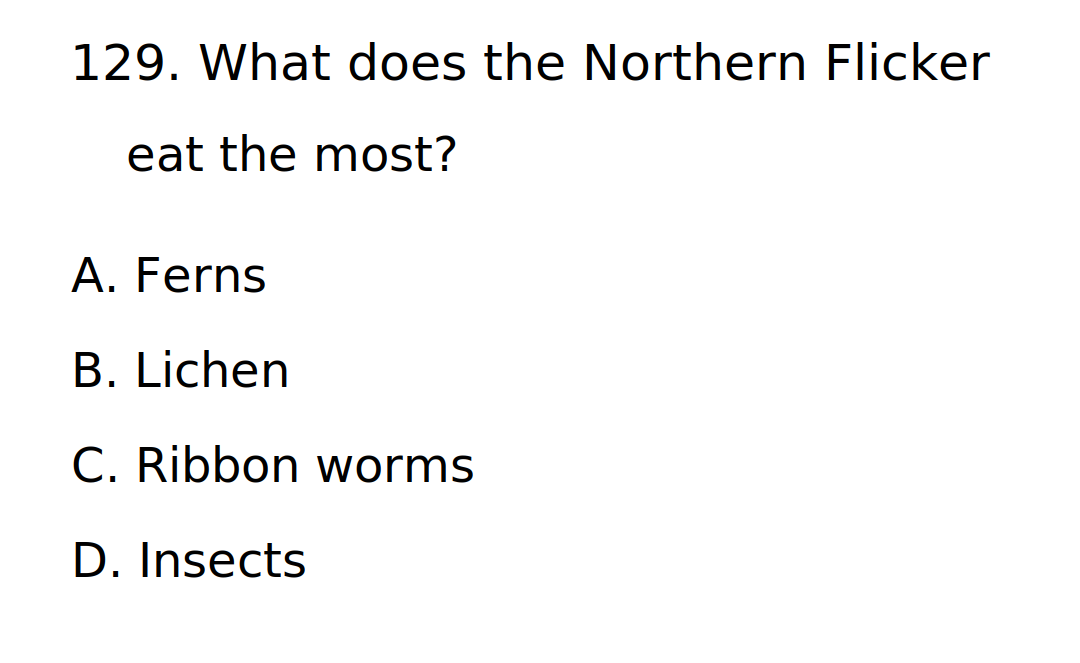 129. What does the Northern Flicker
eat the most?
A. Ferns
B. Lichen
C. Ribbon worms
D. Insects